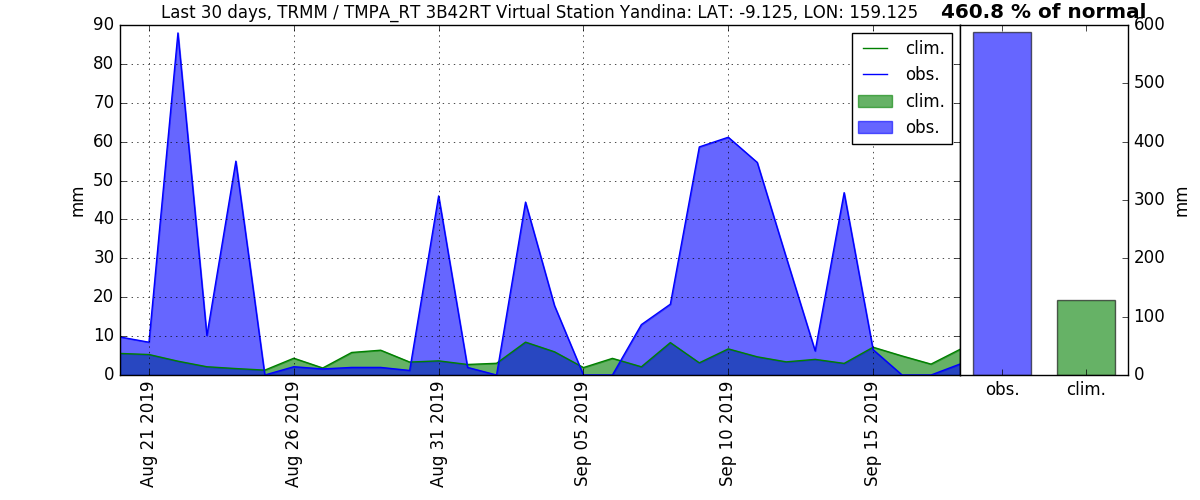 Last 30 days, TRMM / TMPA_RT 3B42RT Virtual Station Yandina: LAT: -9.125, LON: 159.125
460.8 % of normal
90
80
70
60
50
40
30
20
10
0
mm
clim.
obs.
clim.
obs.
Aug 21 2019
Aug 26 2019
Aug 31 2019
Sep 05 2019
Sep 10 2019
Sep 15 2019
600
500
400
300
200
100
0
mm
obs.
clim.